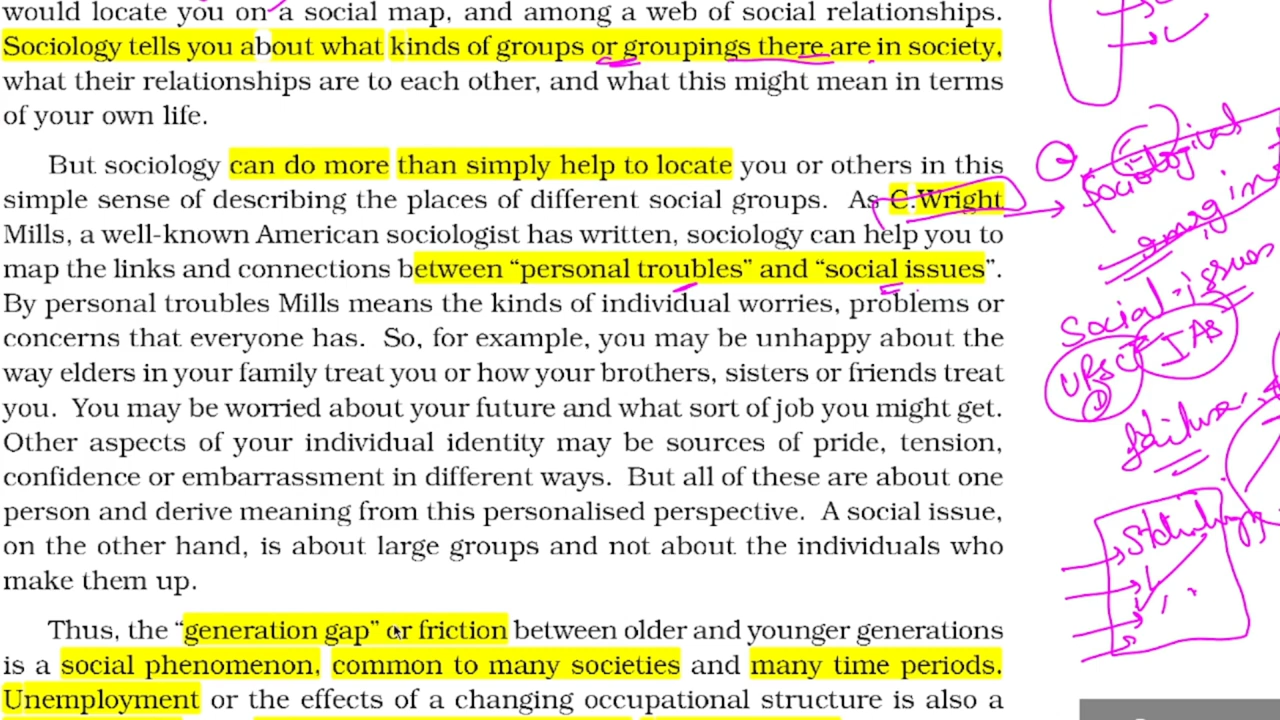 would locate you on a social map, and among a web of social relationships.
Sociology tells you about what kinds of groups or groupings there are in society,
what their relationships are to each other, and what this might mean in terms
of your own life.
But sociology can do more than simply help to locate you or others in this
simple sense of describing the places of different social groups. As C.Wright
Mills, a well-known American sociologist has written, sociology can help you to
map the links and connections between “personal troubles” and “social issues”.
By personal troubles Mills means the kinds of individual worries, problems or
concerns that everyone has. So, for example, you may be unhappy about the
way elders in your family treat you or how your brothers, sisters or friends treat
you. You may be worried about your future and what sort of job you might get.
Other aspects of your individual identity may be sources of pride, tension,
confidence or embarrassment in different ways. But all of these are about one
person and derive meaning from this personalised perspective. A social issue,
on the other hand, is about large groups and not about the individuals who
make them up.
Thus, the “generation gap” or friction between older and younger generations
is a social phenomenon, common to many societies and many time periods.
Unemployment or the effects of a changing occupational structure is also a
Sociological
Social issues
UPSC IAS
failure